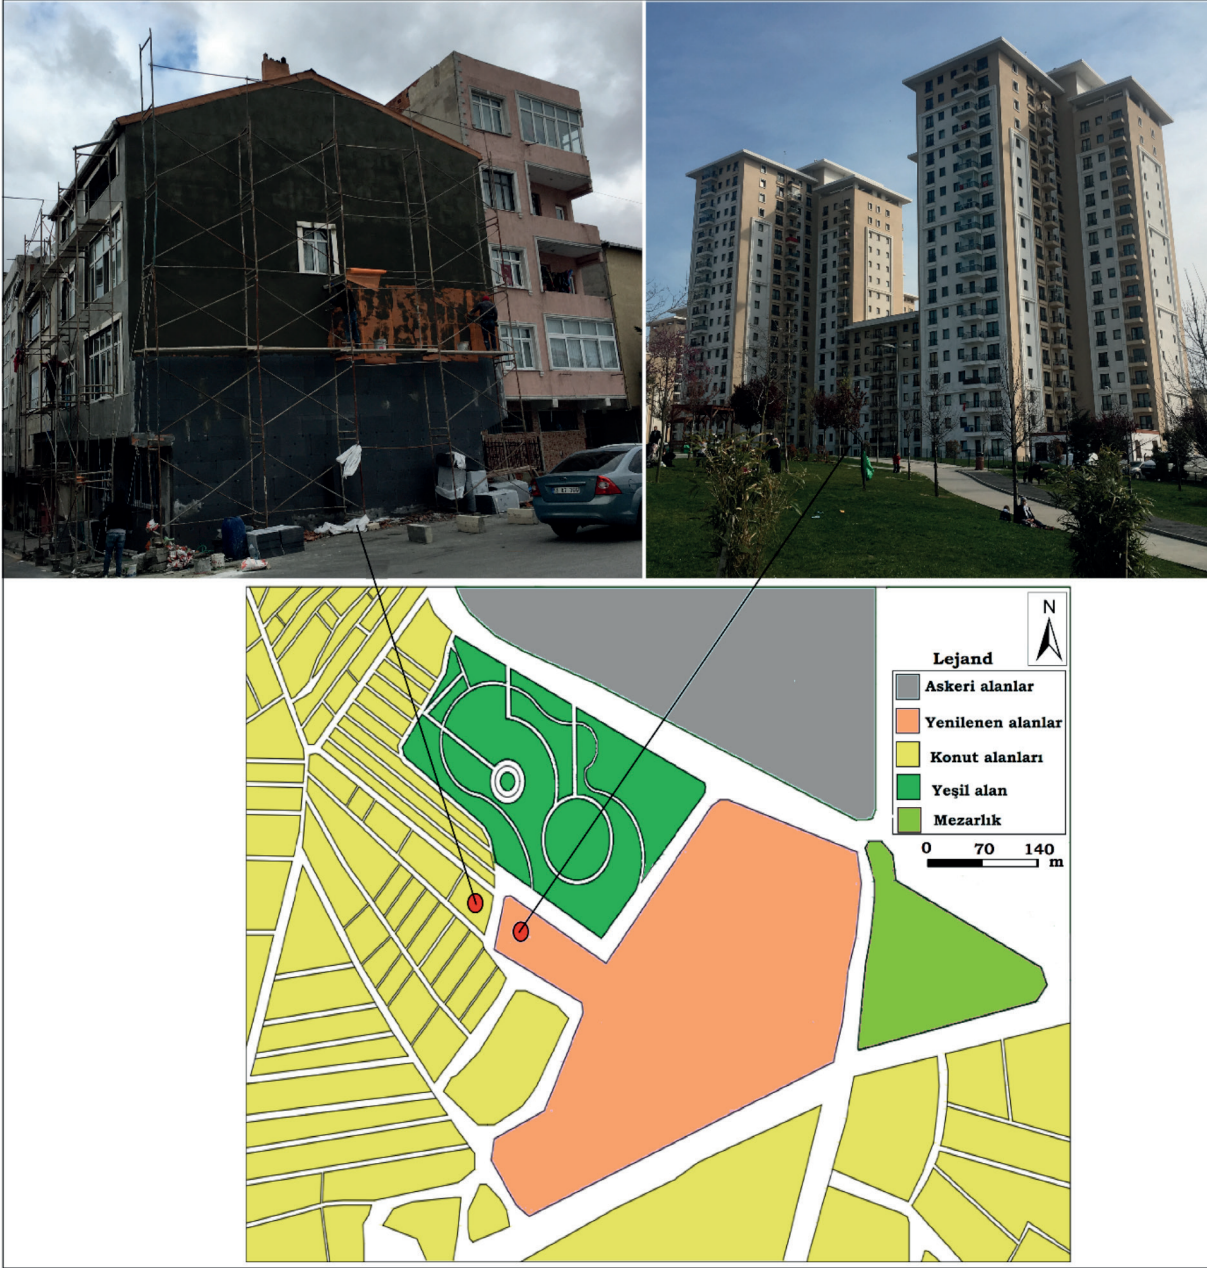 N
Lejand
Askeri alanlar
Yenilenen alanlar
Konut alanları
Yeşil alan
Mezarlık
0 70 140
m